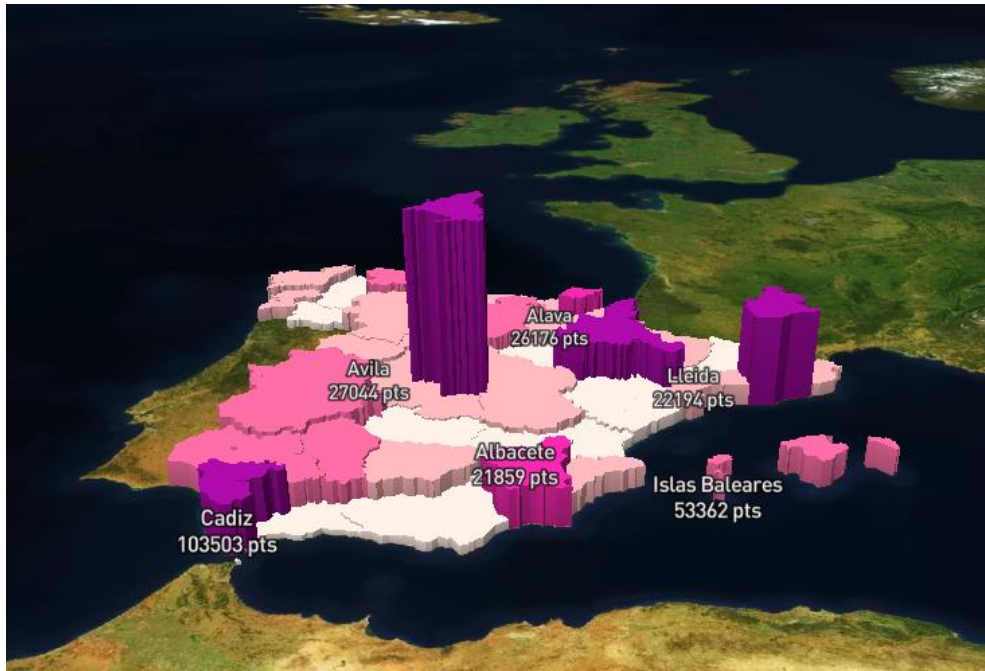 Alava
26176 pts
Avila
27044 pts
Lleida
22194 pts
Albacete
21859 pts
Islas Baleares
53362 pts
Cadiz
103503 pts